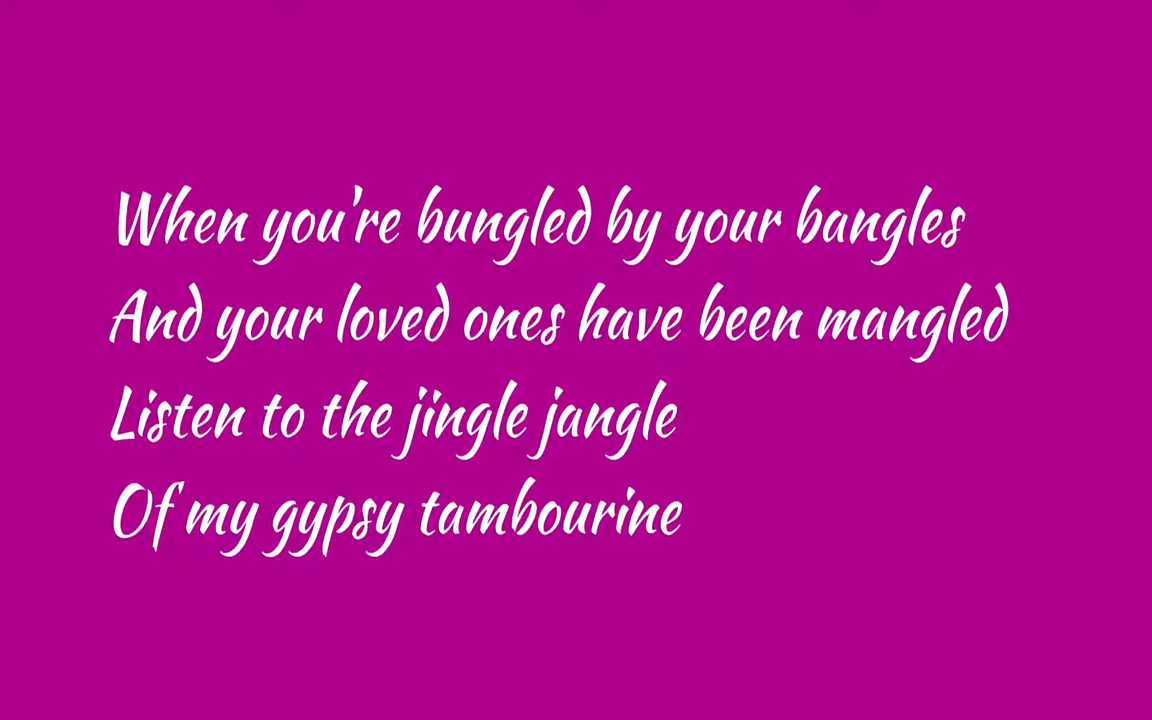 When you're bungled by your bangles
And your loved ones have been mangled
Listen to the jingle jangle
Of my gypsy tambourine